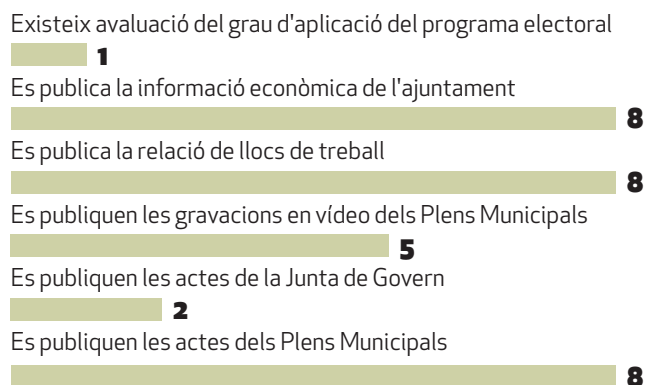 Existeix avaluació del grau d'aplicació del programa electoral
1
Es publica la informació econòmica de l'ajuntament
8
Es publica la relació de llocs de treball
8
Es publiquen les gravacions en vídeo dels Plens Municipals
5
Es publiquen les actes de la Junta de Govern
2
Es publiquen les actes dels Plens Municipals
8